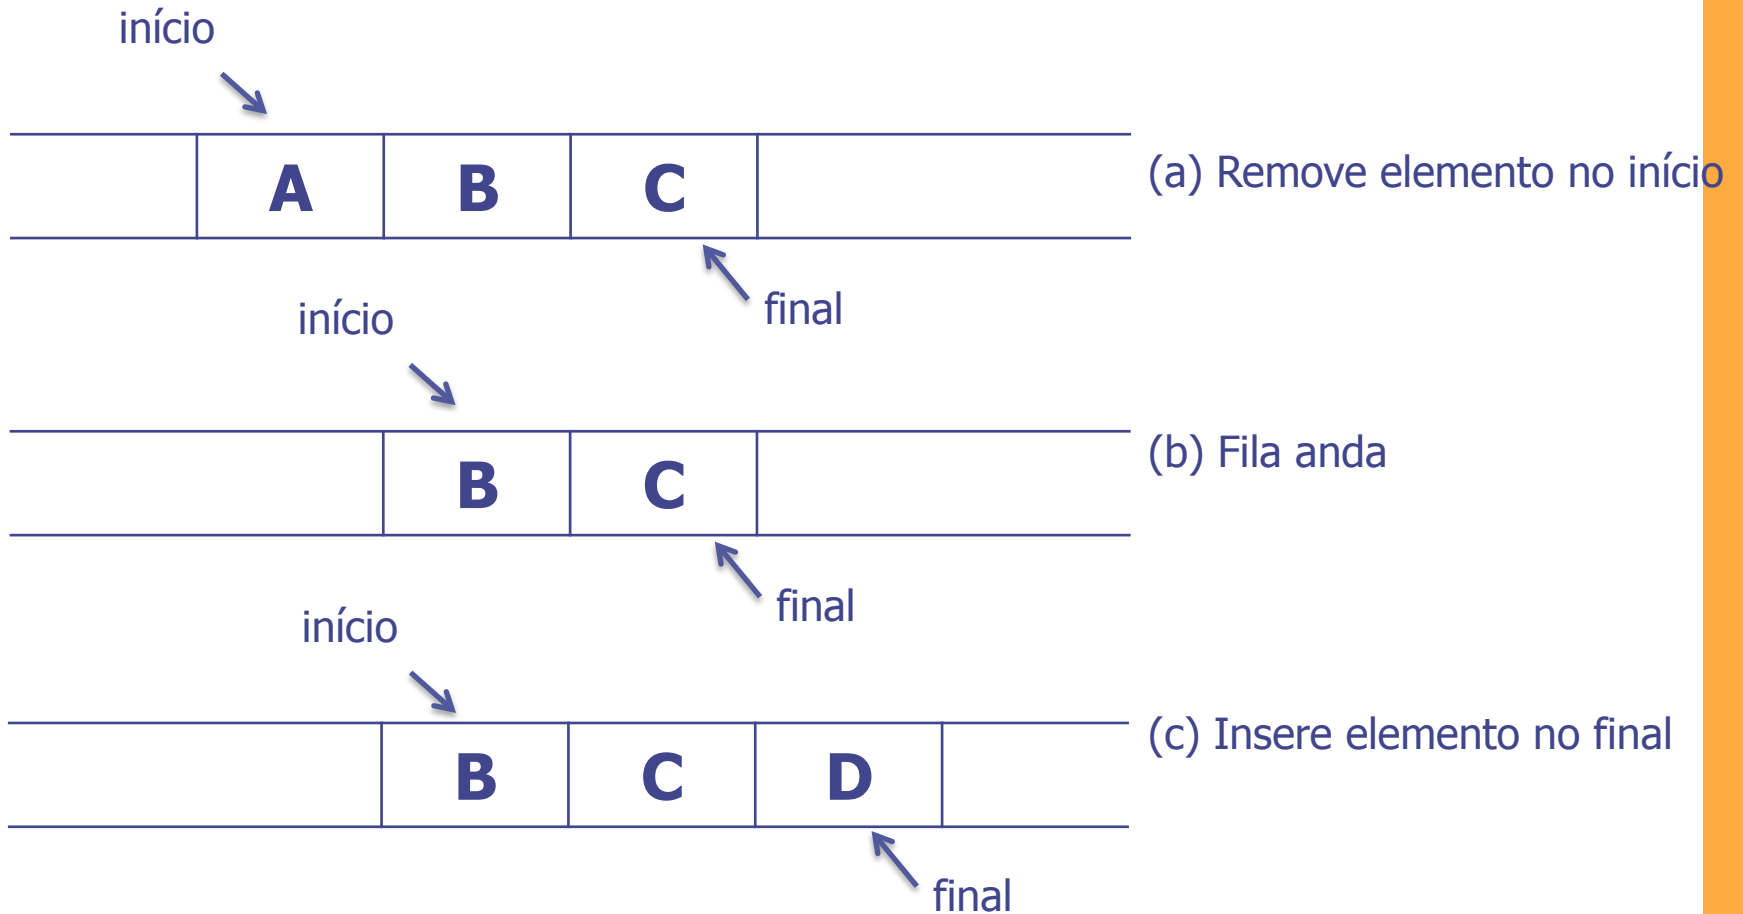 início
A B C
(a) Remove elemento no início
final
início
B C
(b) Fila anda
final
início
B C D
(c) Insere elemento no final
final